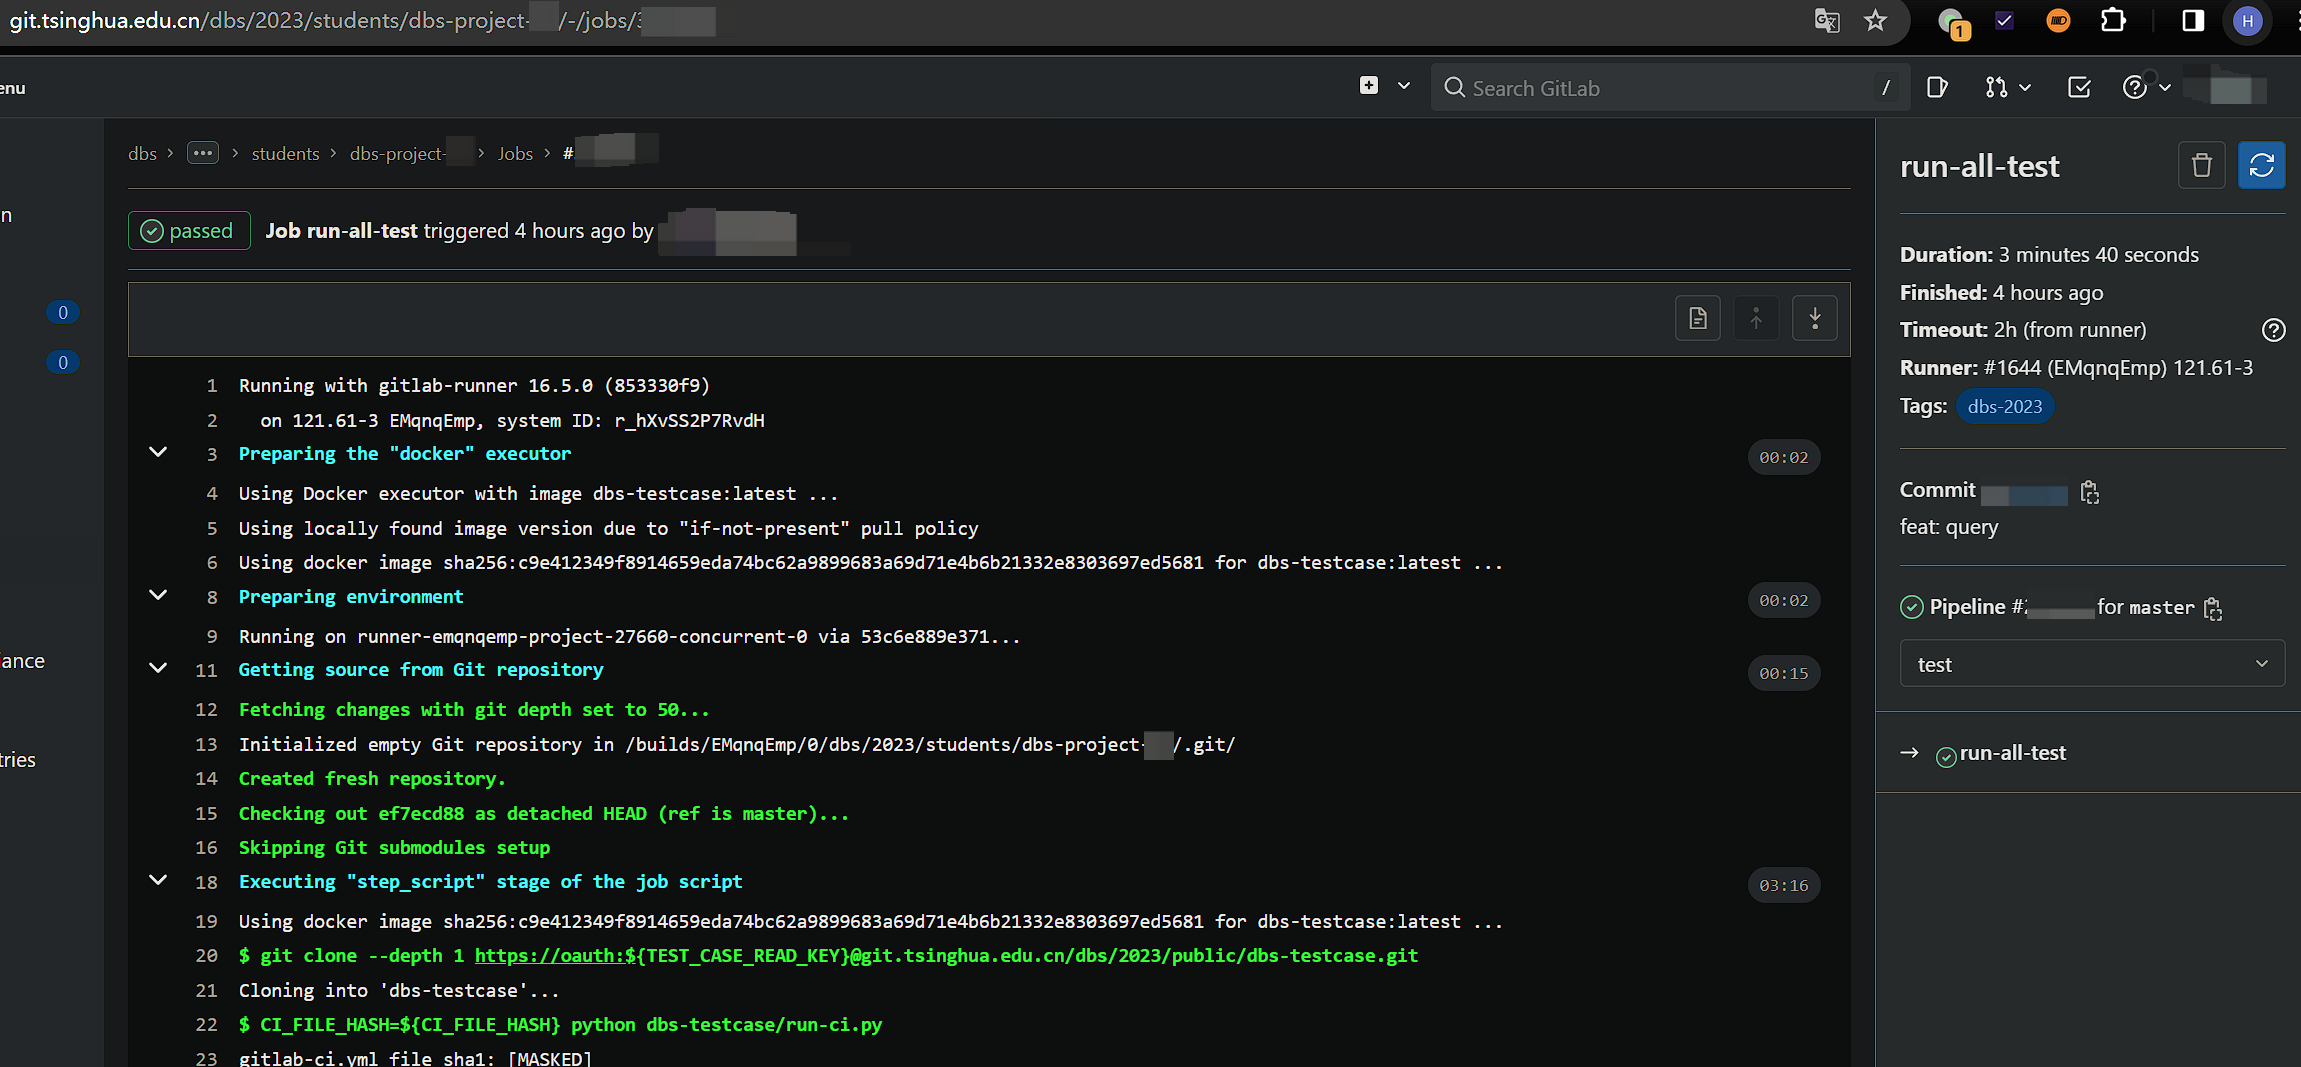 git.tsinghua.edu.cn/dbs/2023/students/dbs-project- /-/jobs/
1
H
enu
Search GitLab
/
dbs > ... > students > dbs-project- > Jobs > #
passed
Job run-all-test triggered 4 hours ago by
n
0
0
iance
tries
1 Running with gitlab-runner 16.5.0 (853330f9)
2 on 121.61-3 EMqnqEmp, system ID: r_hXvSS2P7RvdH
3 Preparing the "docker" executor 00:02
4 Using Docker executor with image dbs-testcase:latest ...
5 Using locally found image version due to "if-not-present" pull policy
6 Using docker image sha256:c9e412349f8914659eda74bc62a9899683a69d71e4b6b21332e8303697ed5681 for dbs-testcase:latest ...
8 Preparing environment 00:02
9 Running on runner-emqnqemp-project-27660-concurrent-0 via 53c6e889e371...
11 Getting source from Git repository 00:15
12 Fetching changes with git depth set to 50...
13 Initialized empty Git repository in /builds/EMqnqEmp/0/dbs/2023/students/dbs-project- /.git/
14 Created fresh repository.
15 Checking out ef7ecd88 as detached HEAD (ref is master)...
16 Skipping Git submodules setup
18 Executing "step_script" stage of the job script 03:16
19 Using docker image sha256:c9e412349f8914659eda74bc62a9899683a69d71e4b6b21332e8303697ed5681 for dbs-testcase:latest ...
20 $ git clone --depth 1 https://oauth:${TEST_CASE_READ_KEY}@git.tsinghua.edu.cn/dbs/2023/public/dbs-testcase.git
21 Cloning into 'dbs-testcase'...
22 $ CI_FILE_HASH=${CI_FILE_HASH} python dbs-testcase/run-ci.py
23 gitlab-ci.yml file sha1: [MASKED]
run-all-test
Duration: 3 minutes 40 seconds
Finished: 4 hours ago
Timeout: 2h (from runner)
Runner: #1644 (EMqnqEmp) 121.61-3
Tags: dbs-2023
Commit
feat: query
Pipeline # for master
test
→ run-all-test